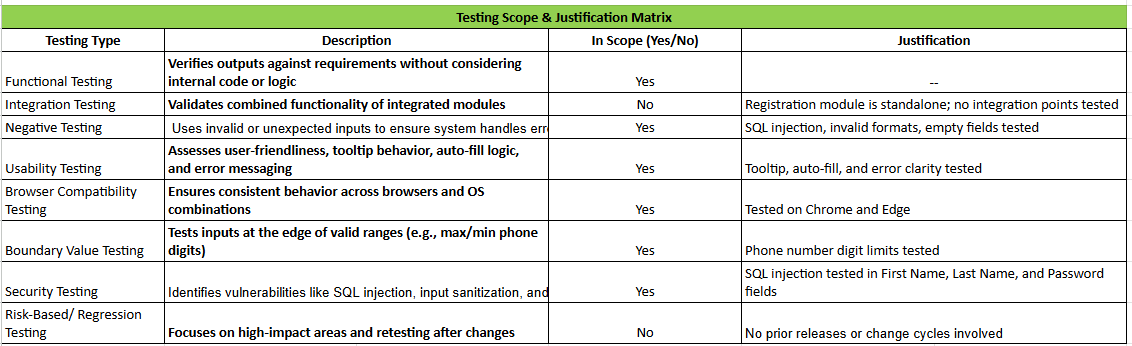 Testing Scope & Justification Matrix
Testing Type Description In Scope (Yes/No) Justification
Verifies outputs against requirements without considering
Functional Testing internal code or logic Yes --
Integration Testing Validates combined functionality of integrated modules No Registration module is standalone; no integration points tested
Negative Testing Uses invalid or unexpected inputs to ensure system handles Yes SQL injection, invalid formats, empty fields tested
Assesses user-friendliness, tooltip behavior, auto-fill logic,
Usability Testing and error messaging Yes Tooltip, auto-fill, and error clarity tested
Browser Compatibility Ensures consistent behavior across browsers and OS
Testing combinations Yes Tested on Chrome and Edge
Tests inputs at the edge of valid ranges (e.g., max/min phone
Boundary Value Testing digits) Yes Phone number digit limits tested
SQL injection tested in First Name, Last Name, and Password
Security Testing Identifies vulnerabilities like SQL injection, input sanitization, and Yes fields
Risk-Based/ Regression
Testing Focuses on high-impact areas and retesting after changes No No prior releases or change cycles involved